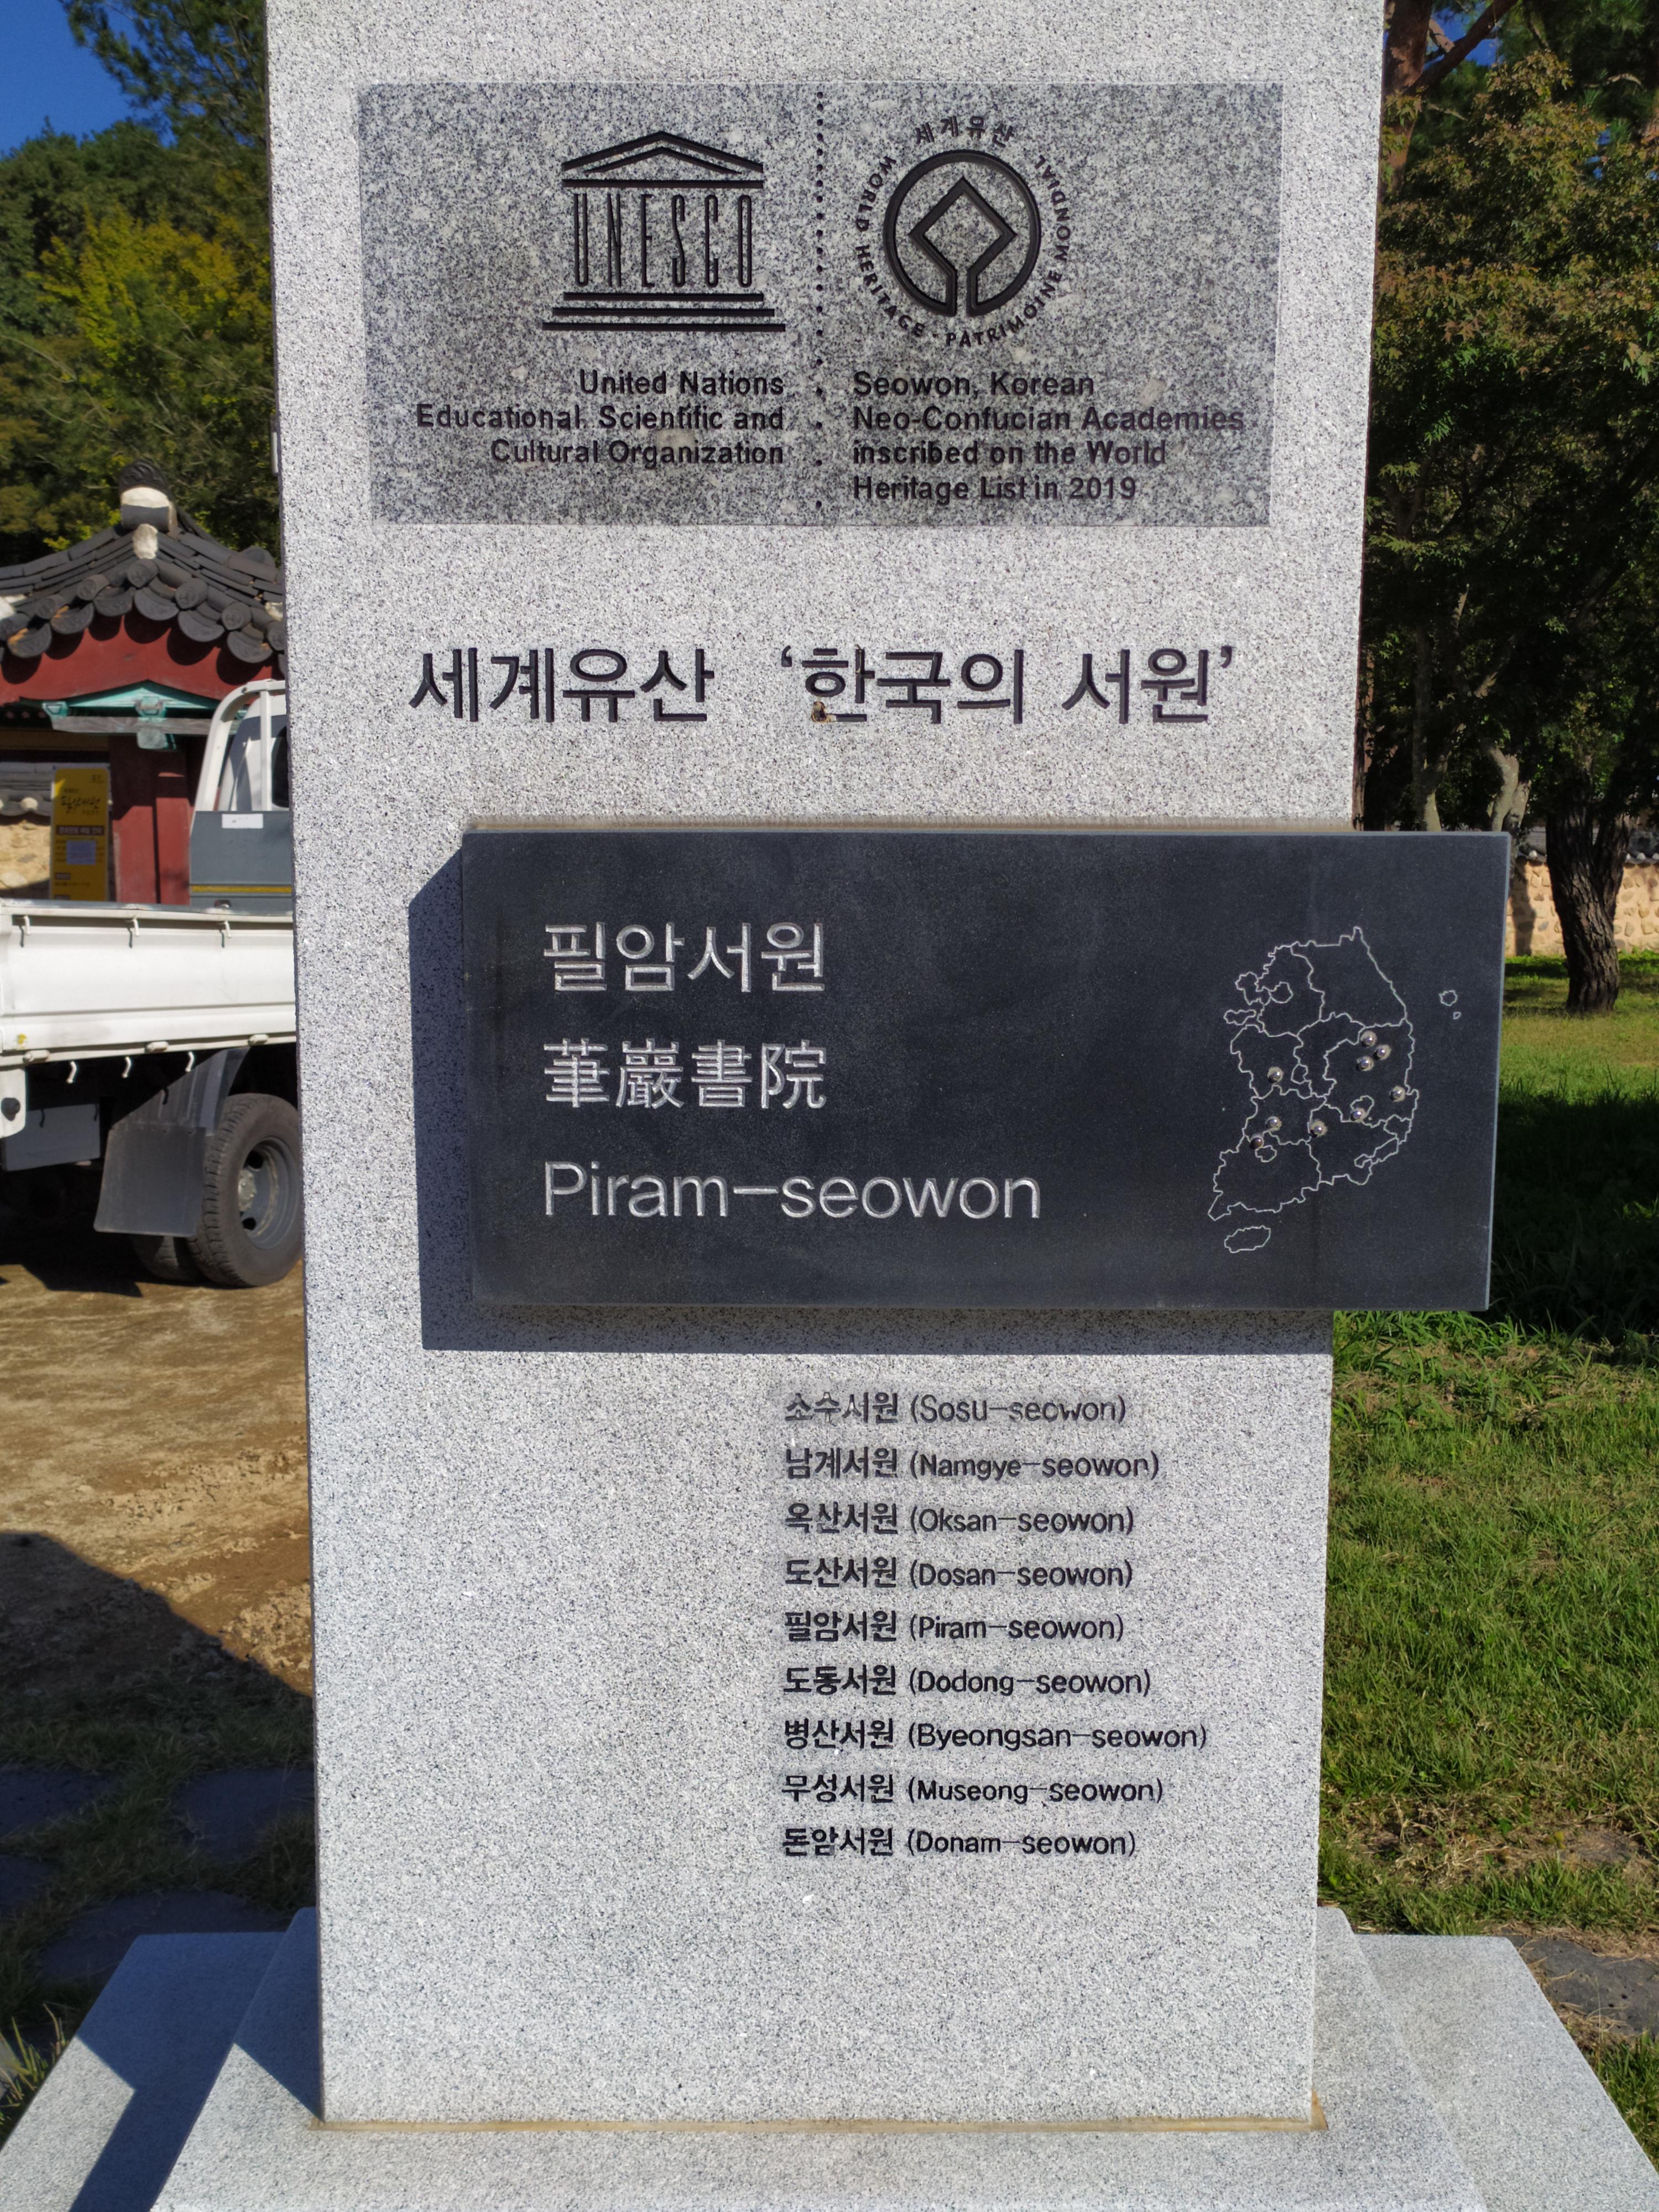 UNESCO
United Nations
Educational, Scientific and
Cultural Organization
세계유산 · WORLD HERITAGE · PATRIMOINE MONDIAL
Seowon, Korean
Neo-Confucian Academies
inscribed on the World
Heritage List in 2019
세계유산 ‘한국의 서원’
필암서원
筆巖書院
Piram-seowon
소수서원 (Sosu-seowon)
남계서원 (Namgye-seowon)
옥산서원 (Oksan-seowon)
도산서원 (Dosan-seowon)
필암서원 (Piram-seowon)
도동서원 (Dodong-seowon)
병산서원 (Byeongsan-seowon)
무성서원 (Museong-seowon)
돈암서원 (Donam-seowon)
필암서원